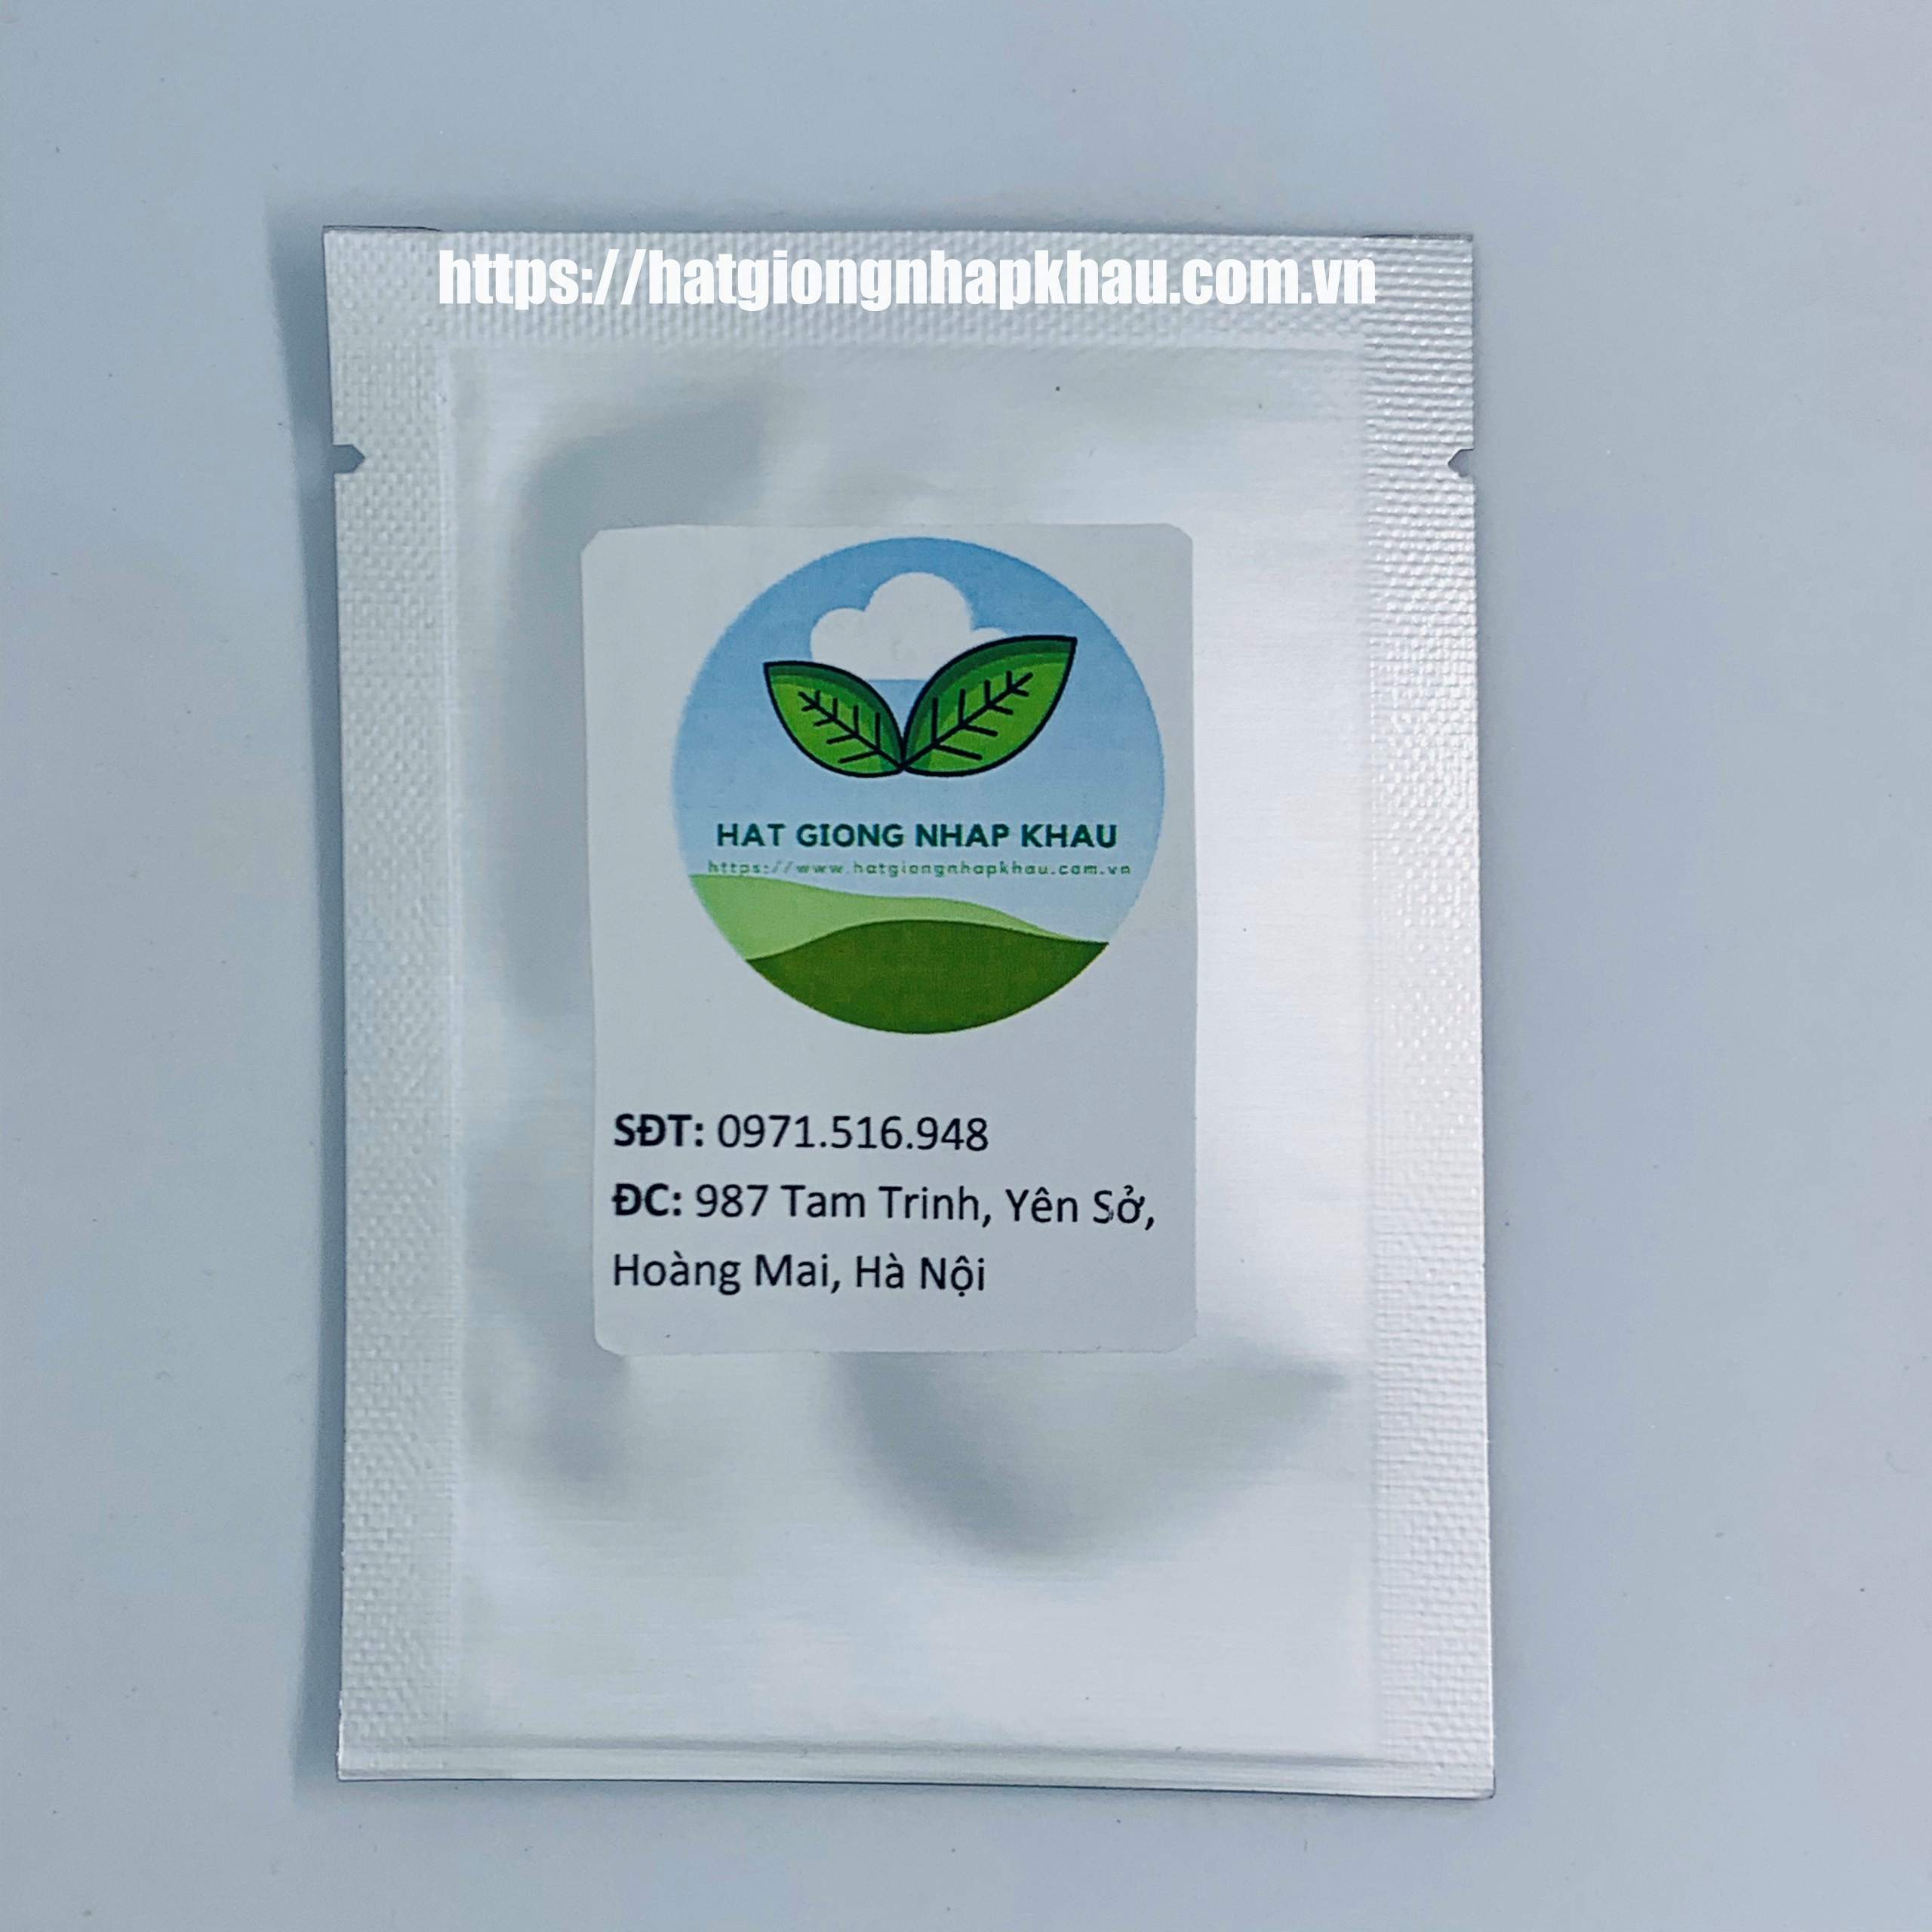 https://hatgiongnhapkhau.com.vn
HAT GIONG NHAP KHAU
https://www.hatgiongnhapkhau.com.vn
SĐT: 0971.516.948
ĐC: 987 Tam Trinh, Yên Sở,
Hoàng Mai, Hà Nội